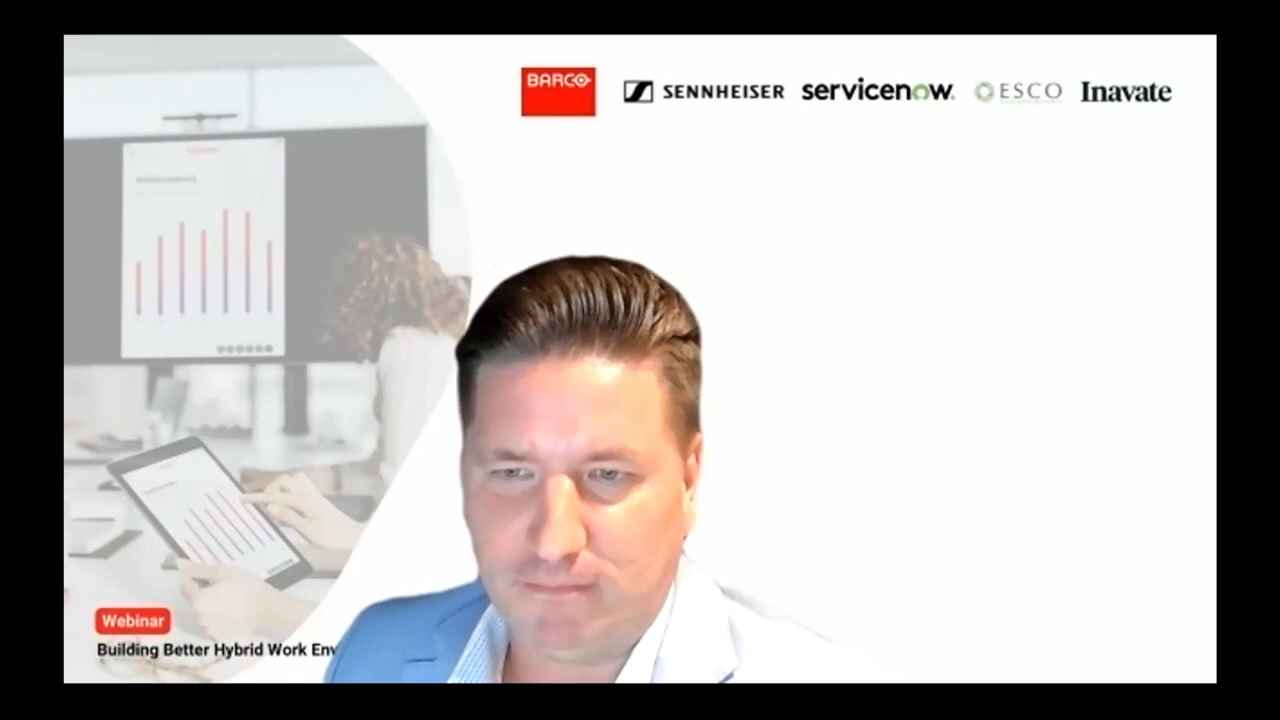 BARCO
SENNHEISER
servicenow.
ESCO
Inavate
Webinar
Building Better Hybrid Work Env